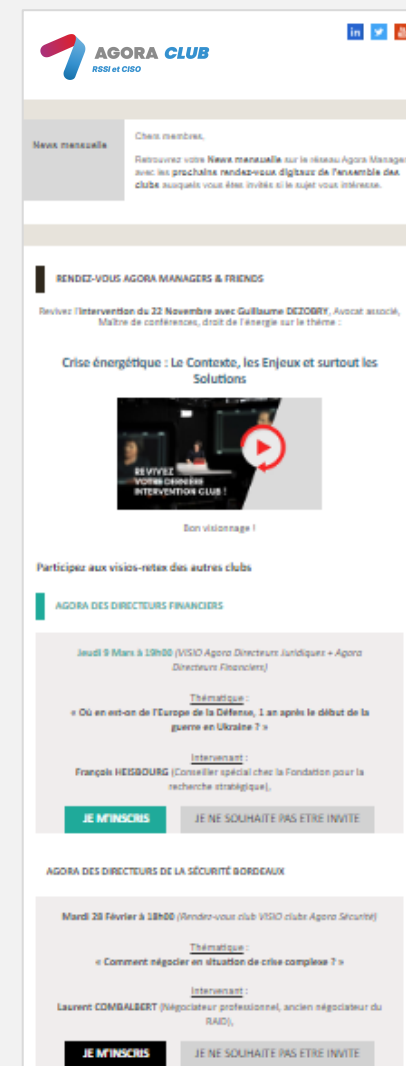 AGORA CLUB
RSSI et CISO
News mensuelle
Chers membres,
Retrouvez votre News mensuelle sur le réseau Agora Manager
avec les prochains rendez-vous digitaux de l'ensemble des
clubs auxquels vous êtes invités si le sujet vous intéresse.
RENDEZ-VOUS AGORA MANAGERS & FRIENDS
Revivez l'intervention du 22 Novembre avec Guillaume DEZOBRY, Avocat associé,
Maître de conférences, droit de l'énergie sur le thème :
Crise énergétique : Le Contexte, les Enjeux et surtout les
Solutions
REVIVEZ
VOTRE DERNIÈRE
INTERVENTION CLUB !
Bon visionnage !
Participez aux visios-retex des autres clubs
AGORA DES DIRECTEURS FINANCIERS
Jeudi 9 Mars à 19h00 (VISIO Agora Directeurs Juridiques + Agora
Directeurs Financiers)
Thématique :
« Où en est-on de l'Europe de la Défense, 1 an après le début de la
guerre en Ukraine ? »
Intervenant :
François HEISBOURG (Conseiller spécial chez la Fondation pour la
recherche stratégique),
JE M'INSCRIS
JE NE SOUHAITE PAS ETRE INVITE
AGORA DES DIRECTEURS DE LA SÉCURITÉ BORDEAUX
Mardi 28 Février à 18h00 (Rendez-vous club VISIO clubs Agora Sécurité)
Thématique :
« Comment négocier en situation de crise complexe ? »
Intervenant :
Laurent COMBALBERT (Négociateur professionnel, ancien négociateur du
RAID),
JE M'INSCRIS
JE NE SOUHAITE PAS ETRE INVITE